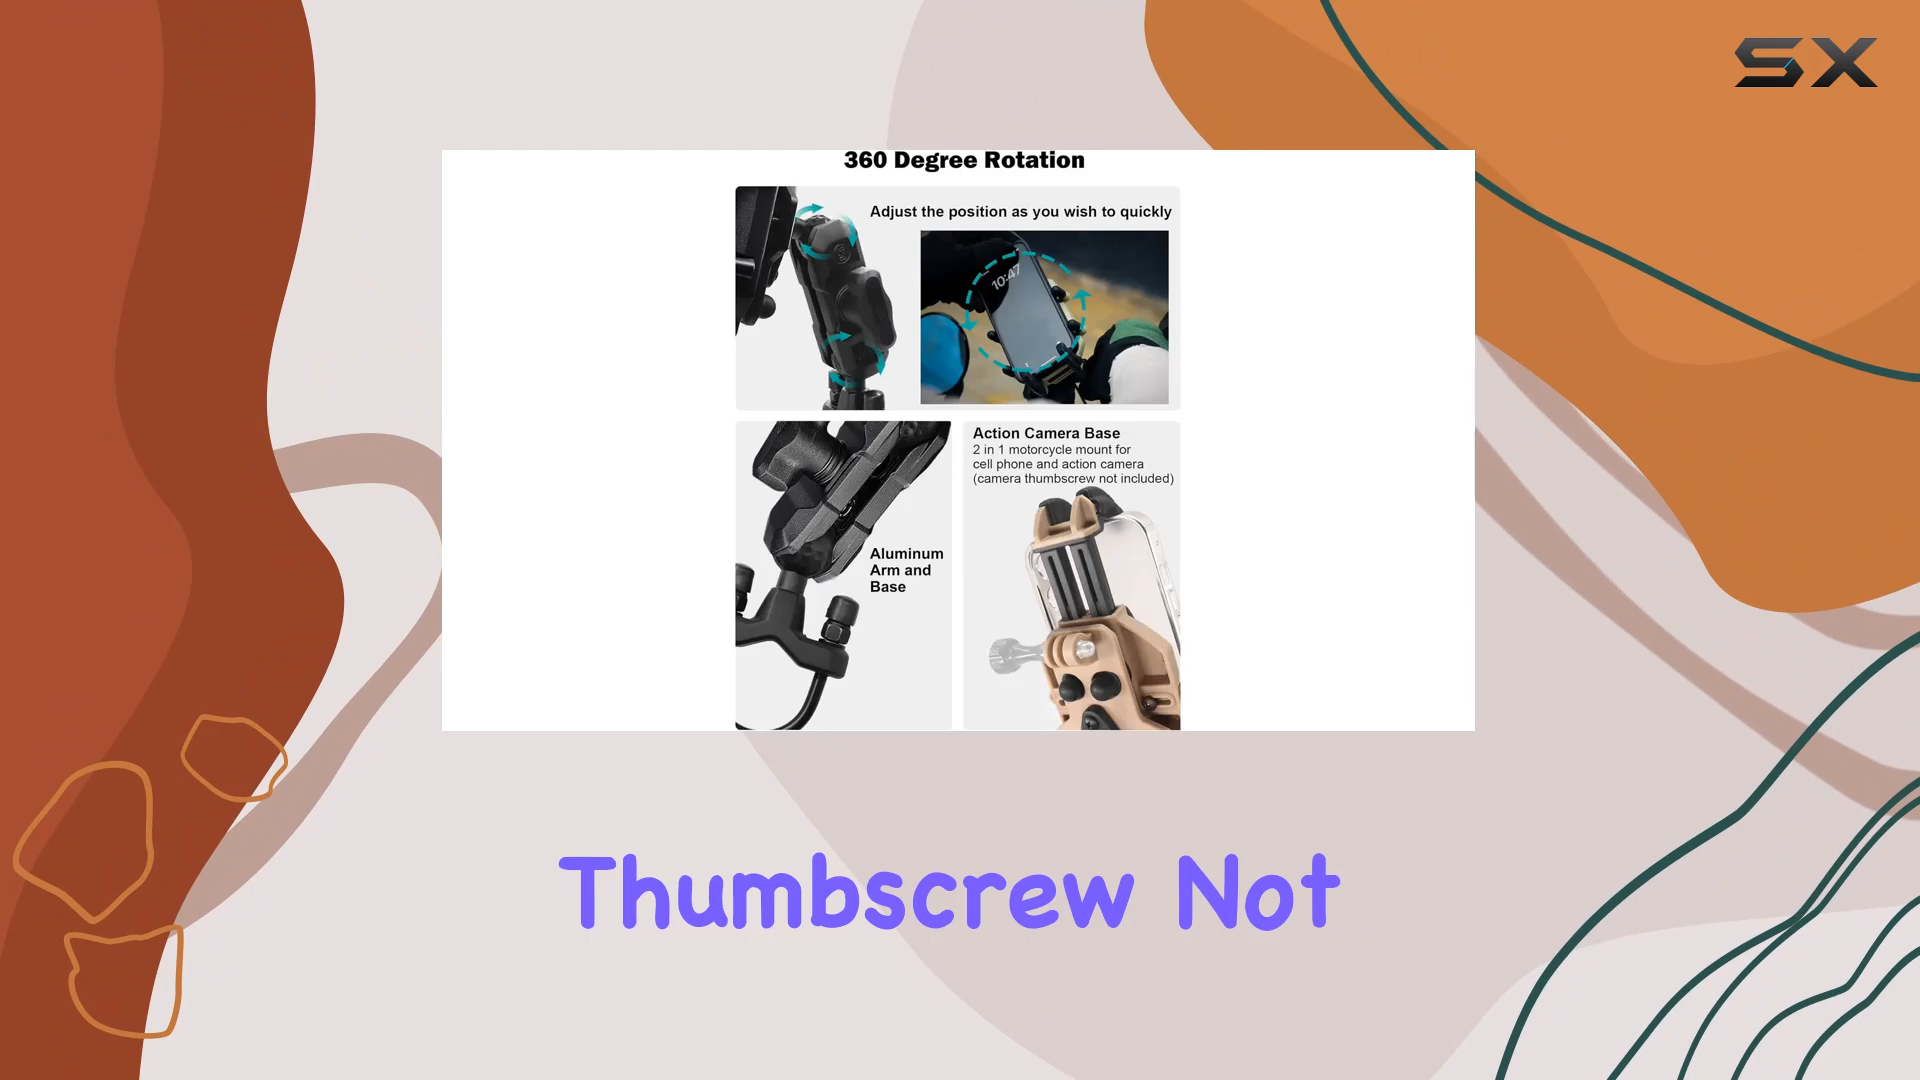 SX
360 Degree Rotation
Adjust the position as you wish to quickly
10:47
Action Camera Base
2 in 1 motorcycle mount for
cell phone and action camera
(camera thumbscrew not included)
Aluminum
Arm and
Base
Thumbscrew Not